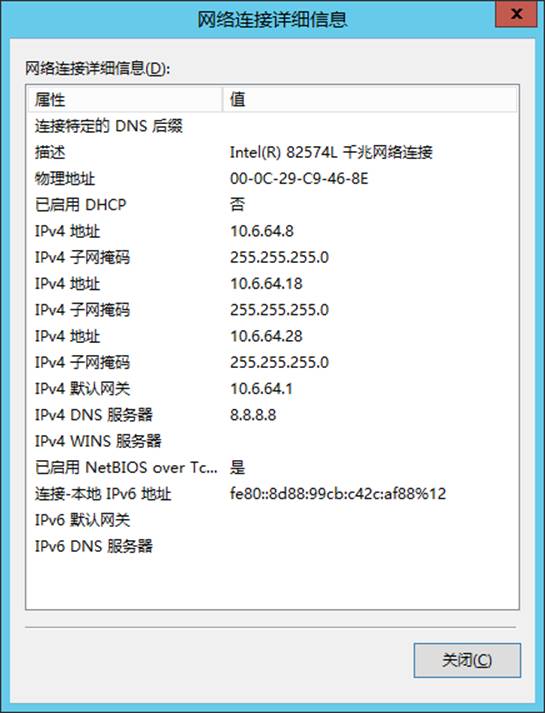 网络连接详细信息
x
网络连接详细信息(D):
属性 值
连接特定的 DNS 后缀
描述 Intel(R) 82574L 千兆网络连接
物理地址 00-0C-29-C9-46-8E
已启用 DHCP 否
IPv4 地址 10.6.64.8
IPv4 子网掩码 255.255.255.0
IPv4 地址 10.6.64.18
IPv4 子网掩码 255.255.255.0
IPv4 地址 10.6.64.28
IPv4 子网掩码 255.255.255.0
IPv4 默认网关 10.6.64.1
IPv4 DNS 服务器 8.8.8.8
IPv4 WINS 服务器
已启用 NetBIOS over Tc... 是
连接-本地 IPv6 地址 fe80::8d88:99cb:c42c:af88%12
IPv6 默认网关
IPv6 DNS 服务器
关闭(C)